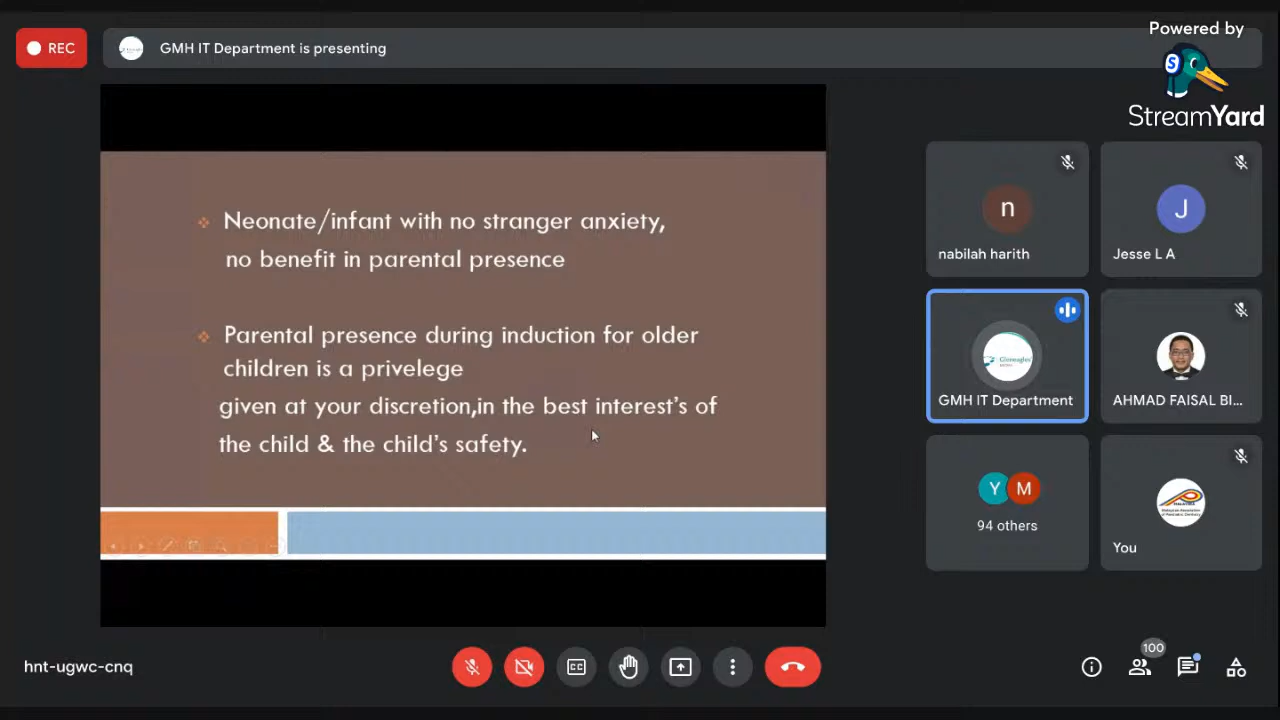 Powered by
StreamYard
REC
GMH IT Department is presenting
Neonate/infant with no stranger anxiety,
no benefit in parental presence
Parental presence during induction for older
children is a privelege
given at your discretion,in the best interest's of
the child & the child's safety.
n
nabilah harith
J
Jesse L A
Gleneagles
GMH IT Department
AHMAD FAISAL BI...
Y M
94 others
You
hnt-ugwc-cnq
CC
100